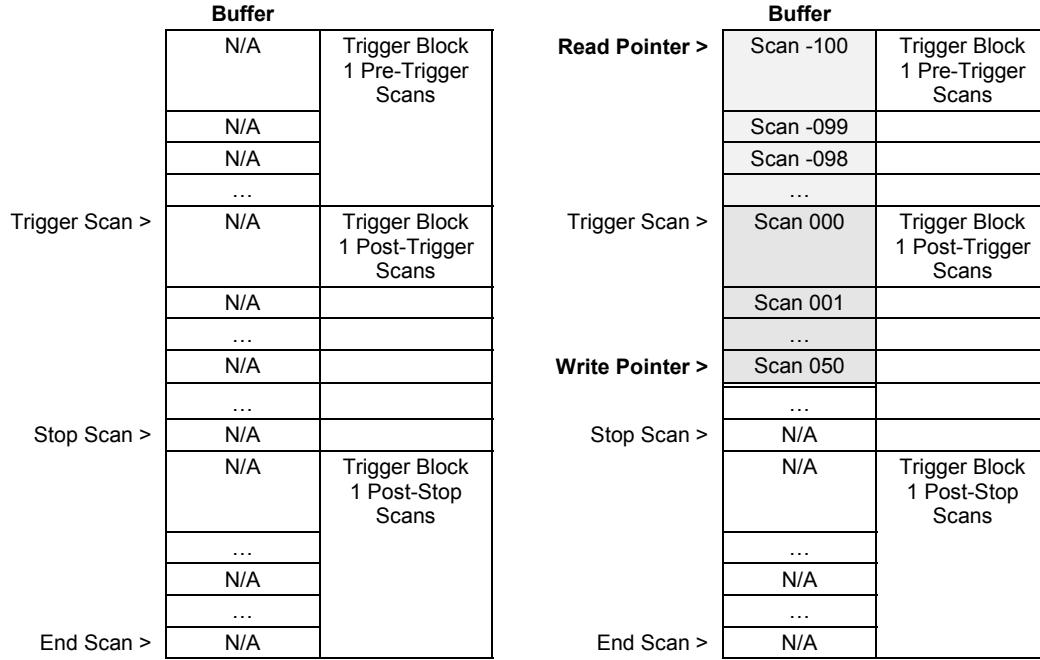 Buffer
N/A Trigger Block
1 Pre-Trigger
Scans
N/A
N/A
…
Trigger Scan > N/A Trigger Block
1 Post-Trigger
Scans
N/A
…
N/A
…
Stop Scan > N/A
N/A Trigger Block
1 Post-Stop
Scans
…
N/A
…
End Scan > N/A
Buffer
Read Pointer > Scan -100 Trigger Block
1 Pre-Trigger
Scans
Scan -099
Scan -098
…
Trigger Scan > Scan 000 Trigger Block
1 Post-Trigger
Scans
Scan 001
…
Write Pointer > Scan 050
…
Stop Scan > N/A
N/A Trigger Block
1 Post-Stop
Scans
…
N/A
…
End Scan > N/A